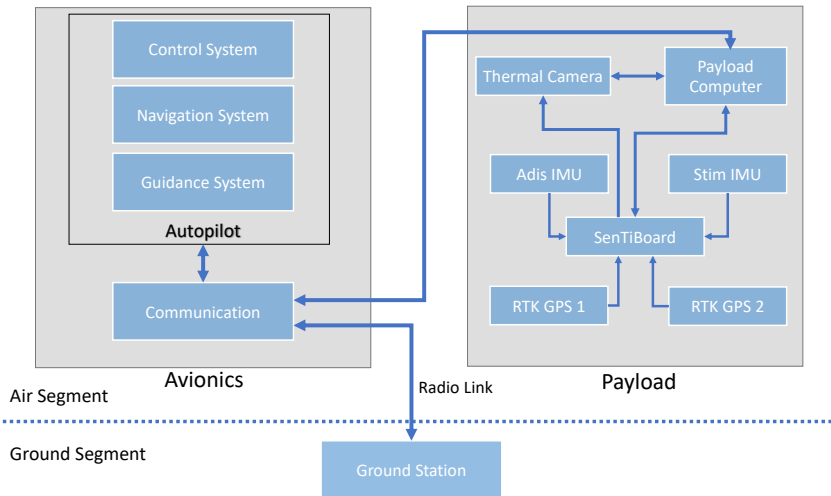 Control System
Navigation System
Guidance System
Autopilot
Communication
Avionics
Thermal Camera
Payload
Computer
Adis IMU
Stim IMU
SenTiBoard
RTK GPS 1
RTK GPS 2
Payload
Radio Link
Air Segment
Ground Segment
Ground Station